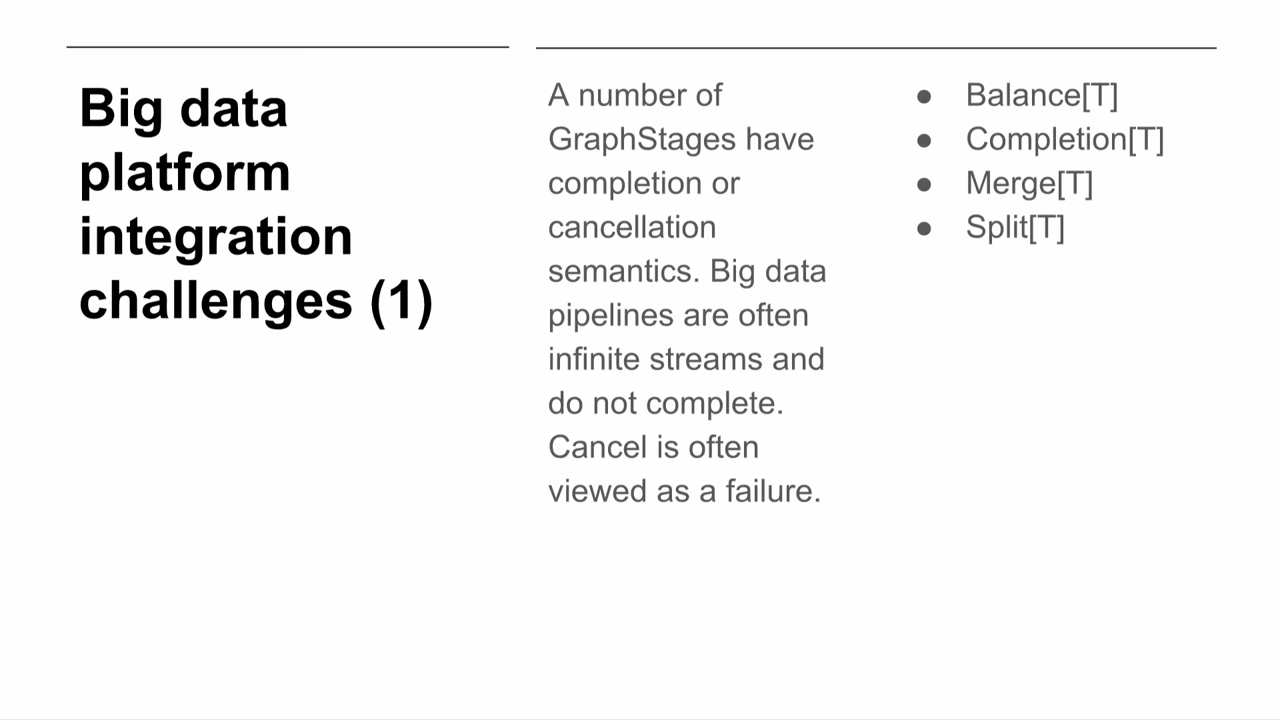 Big data
platform
integration
challenges (1)
A number of
GraphStages have
completion or
cancellation
semantics. Big data
pipelines are often
infinite streams and
do not complete.
Cancel is often
viewed as a failure.
● Balance[T]
● Completion[T]
● Merge[T]
● Split[T]